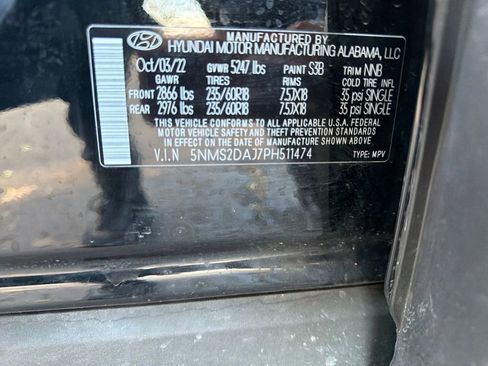 MANUFACTURED BY
HYUNDAI MOTOR MANUFACTURING ALABAMA, LLC
Oct/03/22 GVWR 5247 lbs PAINT S3B TRIM NNB
GAWR TIRES RIMS COLD TIRE INFL
FRONT 2866 lbs 235/60R18 7.5JX18 35 psi SINGLE
REAR 2976 lbs 235/60R18 7.5JX18 35 psi SINGLE
THIS VEHICLE CONFORMS TO ALL APPLICABLE U.S.A. FEDERAL
MOTOR VEHICLE SAFETY AND THEFT PREVENTION
STANDARDS IN EFFECT ON THE DATE OF MANUFACTURE
SHOWN ABOVE.
V.I.N 5NMS2DAJ7PH511474 TYPE: MPV